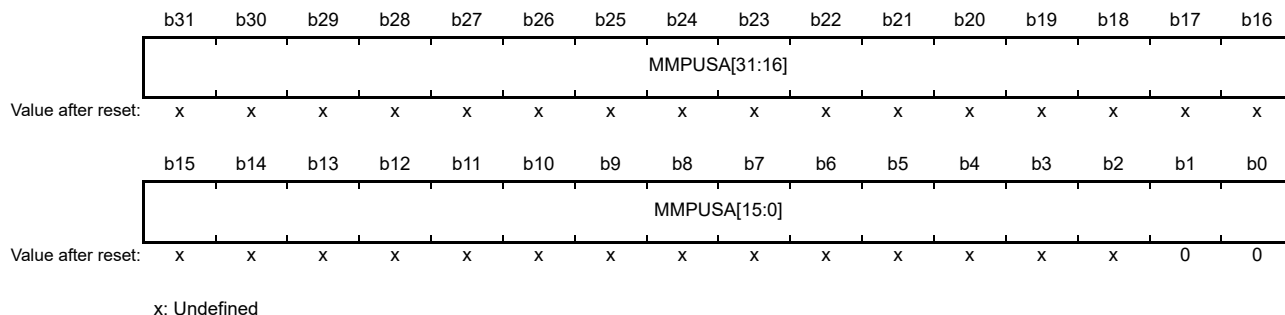 b31 b30 b29 b28 b27 b26 b25 b24 b23 b22 b21 b20 b19 b18 b17 b16
MMPUSA[31:16]
Value after reset: x x x x x x x x x x x x x x x x
b15 b14 b13 b12 b11 b10 b9 b8 b7 b6 b5 b4 b3 b2 b1 b0
MMPUSA[15:0]
Value after reset: x x x x x x x x x x x x x x 0 0
x: Undefined